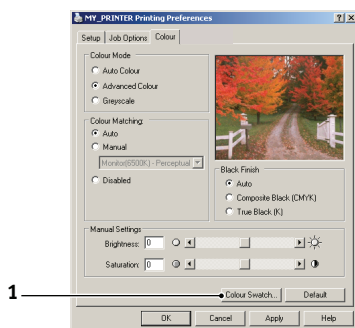 MY_PRINTER Printing Preferences
Setup Job Options Colour
Colour Mode
Auto Colour
Advanced Colour
Greyscale
Colour Matching:
Auto
Manual
Monitor(6500K) - Perceptual
Disabled
Black Finish
Auto
Composite Black (CMYK)
True Black (K)
Manual Settings
Brightness: 0
Saturation: 0
1
Colour Swatch... Default
OK Cancel Apply Help